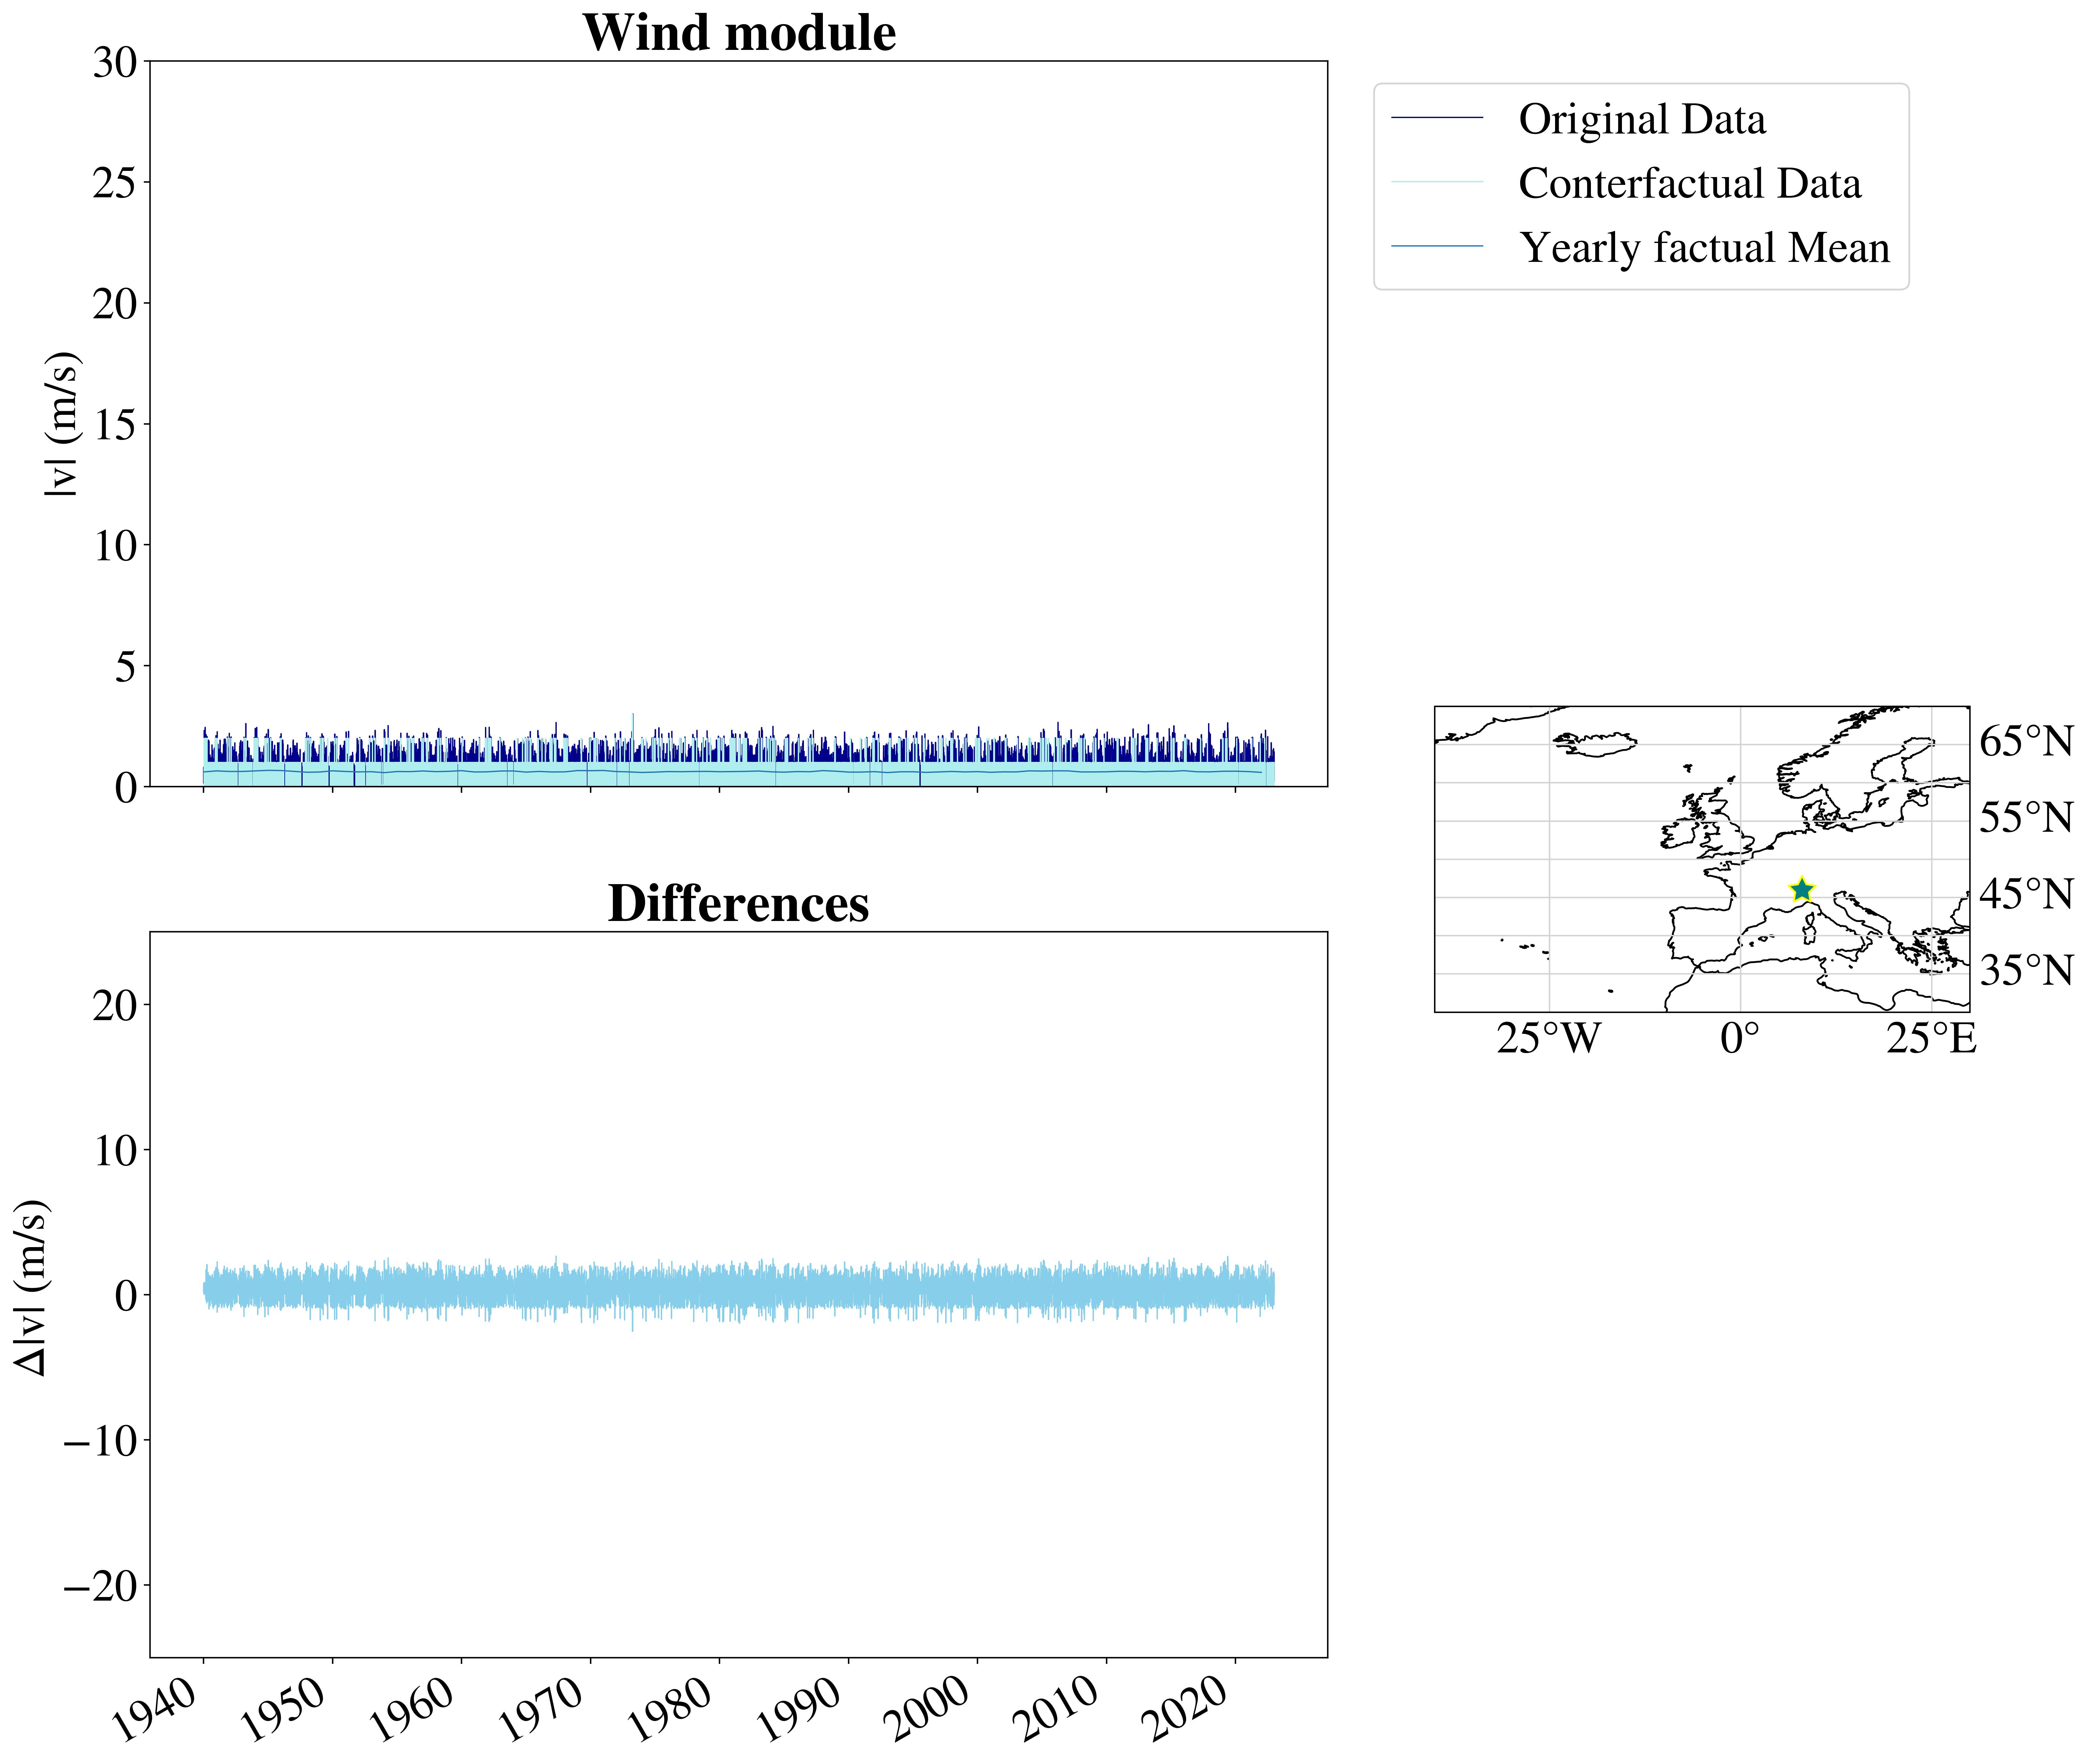 Wind module
30
25
20
15
10
5
0
|v| (m/s)
Original Data
Conterfactual Data
Yearly factual Mean
65°N
55°N
45°N
35°N
25°W 0° 25°E
Differences
20
10
0
−10
−20
Δ|v| (m/s)
1940 1950 1960 1970 1980 1990 2000 2010 2020